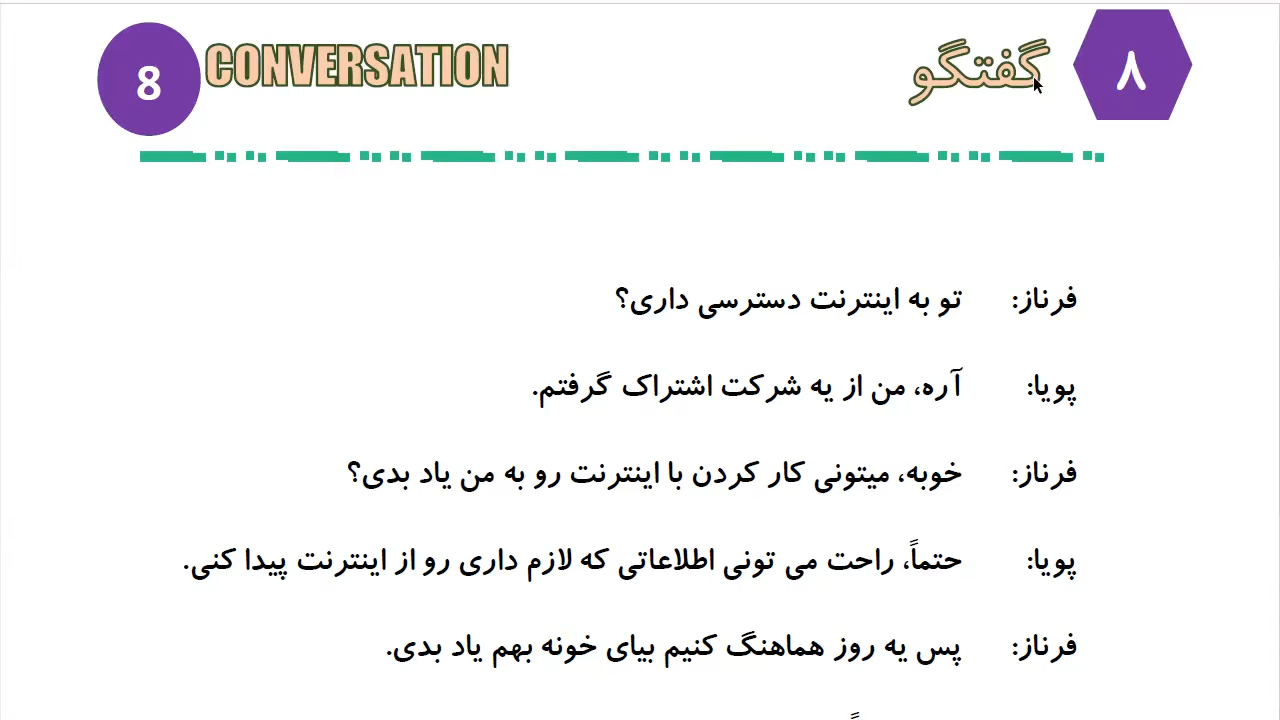 8 CONVERSATION گفتگو ۸
فرناز: تو به اینترنت دسترسی داری؟
پویا: آره، من از یه شرکت اشتراک گرفتم.
فرناز: خوبه، میتونی کار کردن با اینترنت رو به من یاد بدی؟
پویا: حتماً، راحت می تونی اطلاعاتی که لازم داری رو از اینترنت پیدا کنی.
فرناز: پس یه روز هماهنگ کنیم بیای خونه بهم یاد بدی.